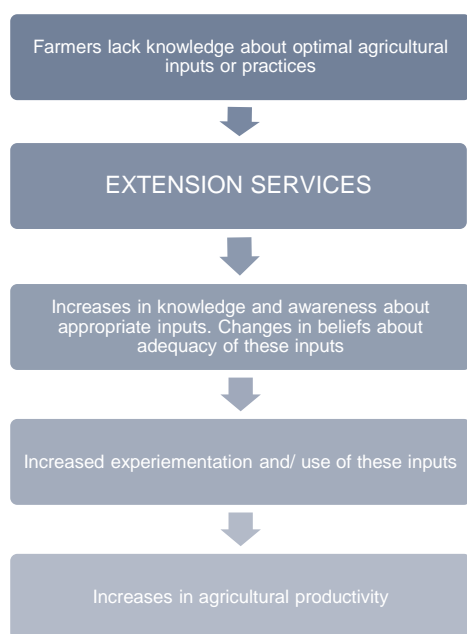 Farmers lack knowledge about optimal agricultural
inputs or practices
EXTENSION SERVICES
Increases in knowledge and awareness about
appropriate inputs. Changes in beliefs about
adequacy of these inputs
Increased experiementation and/ use of these inputs
Increases in agricultural productivity